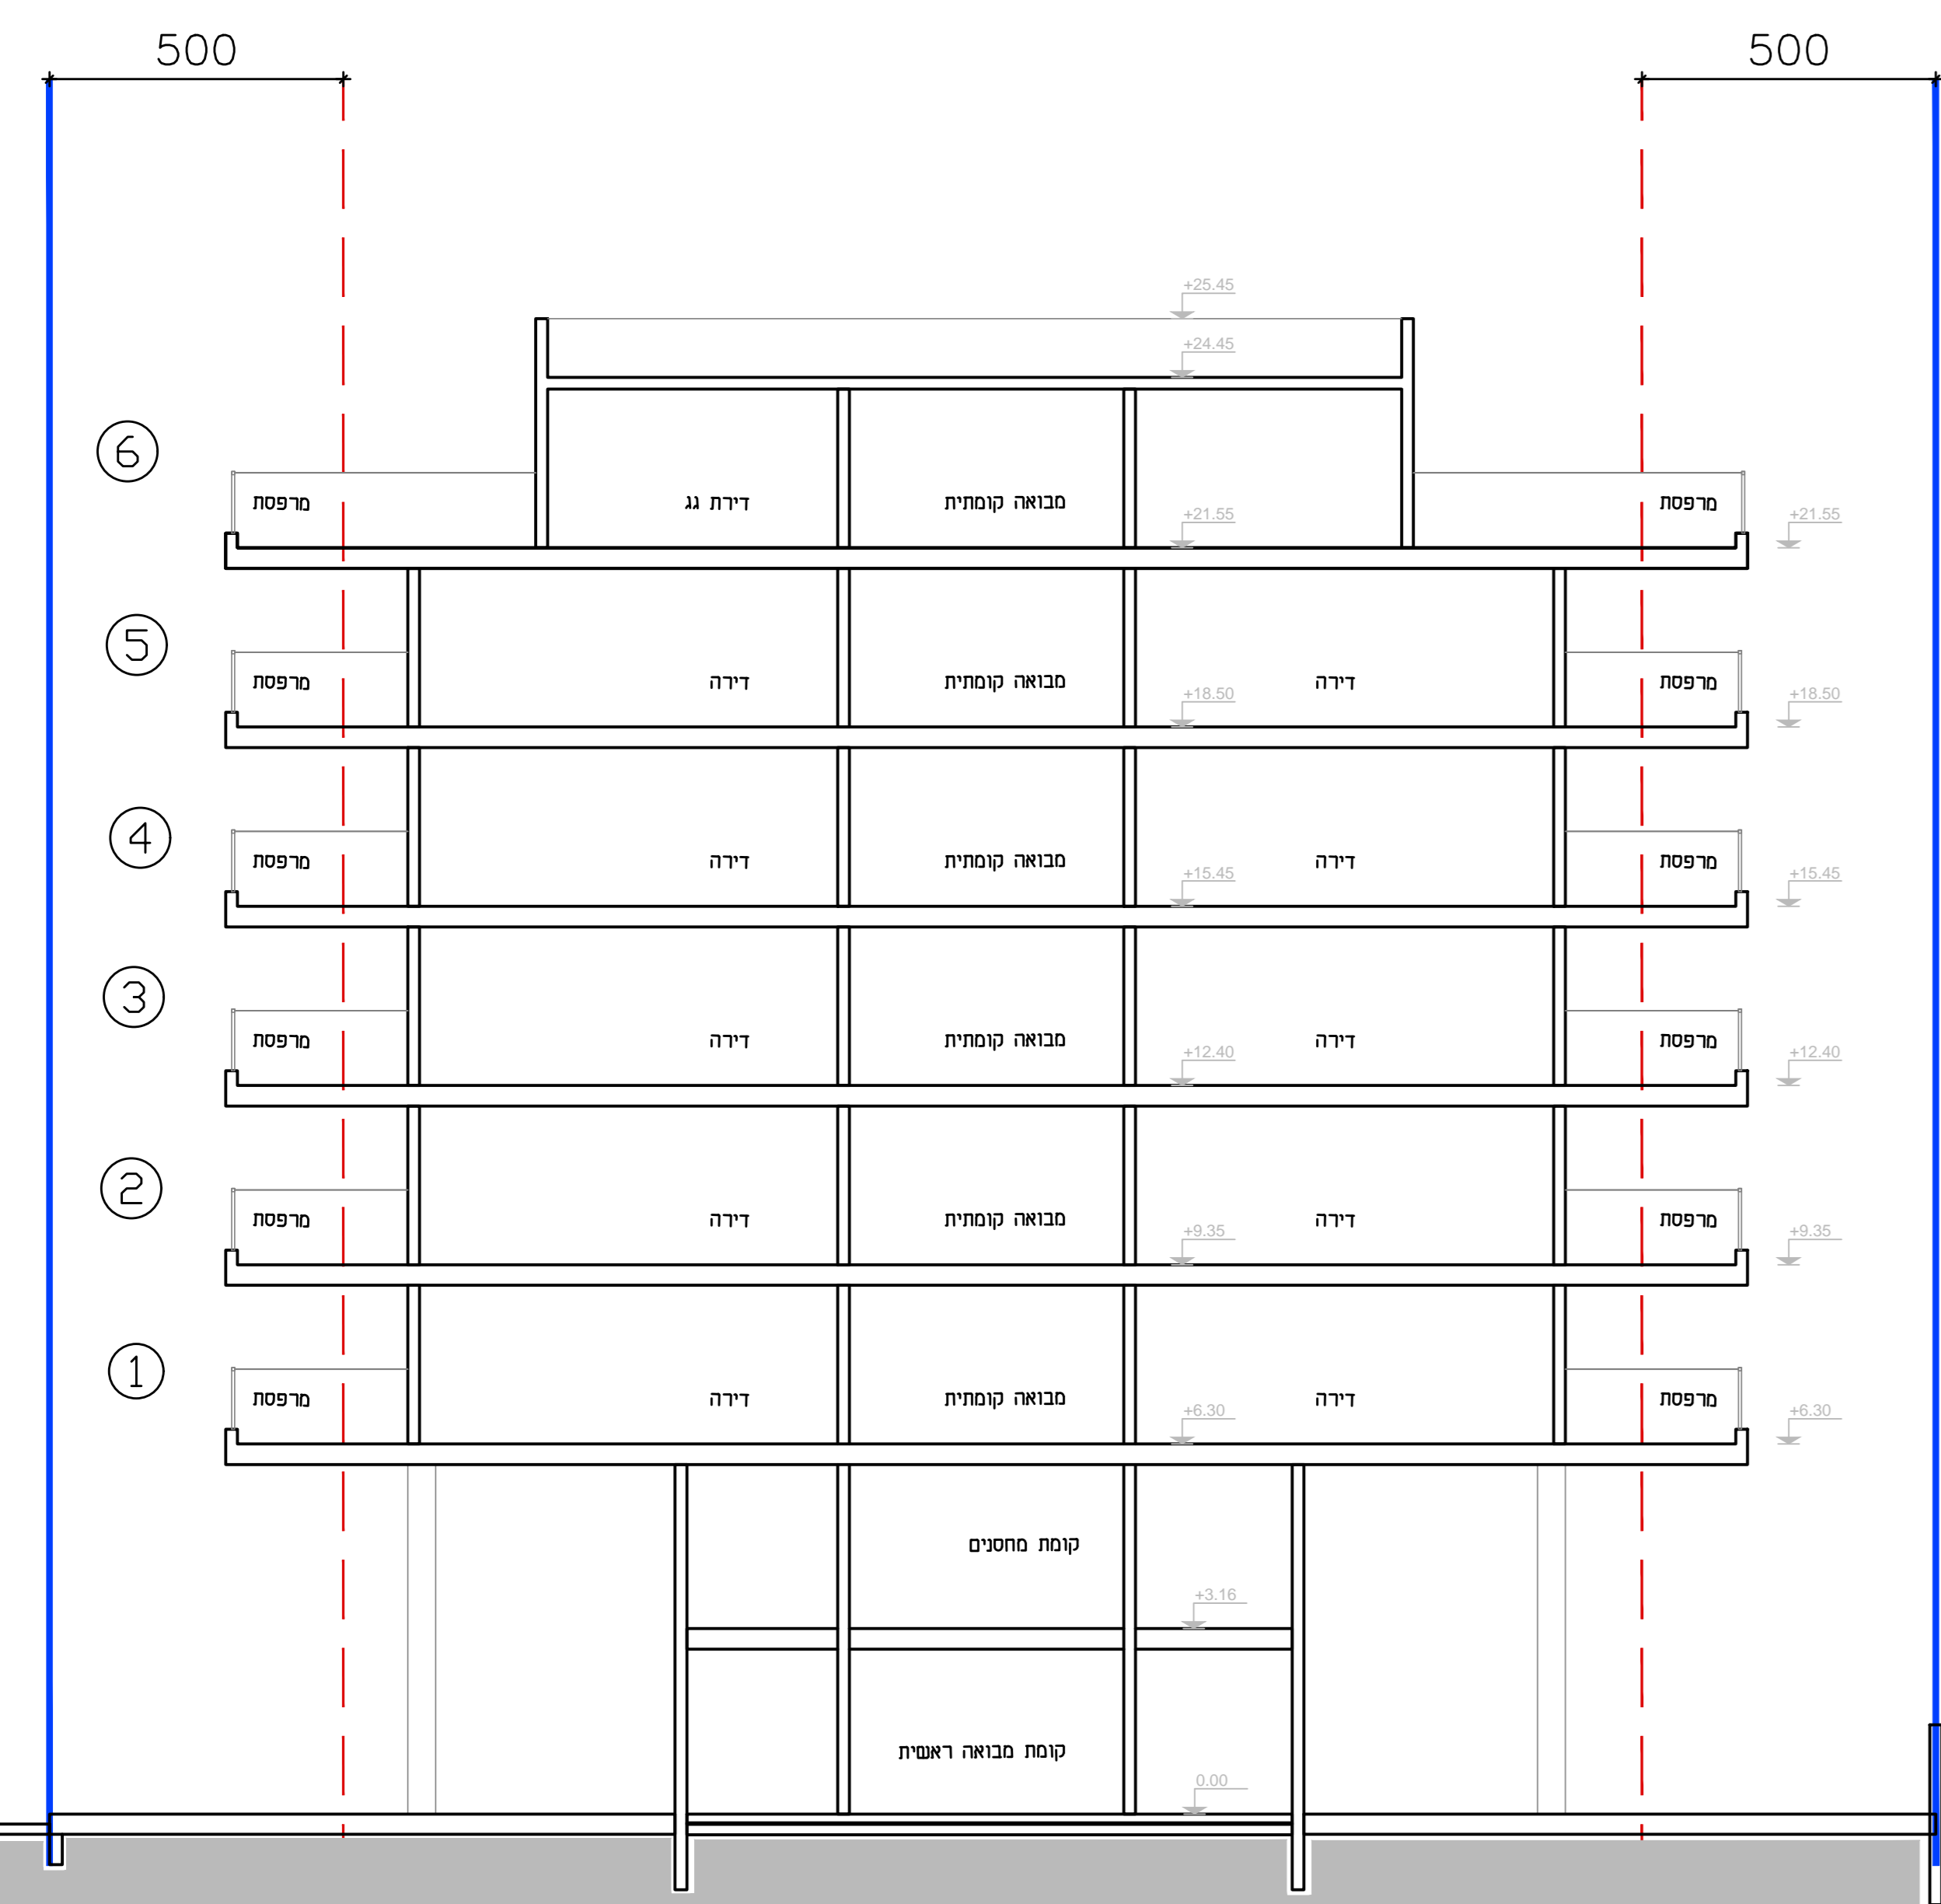 500 500
+25.45
+24.45
6
מרפסת דירת גג מבואה קומתית מרפסת
+21.55 +21.55
5
מרפסת דירה מבואה קומתית דירה מרפסת
+18.50 +18.50
4
מרפסת דירה מבואה קומתית דירה מרפסת
+15.45 +15.45
3
מרפסת דירה מבואה קומתית דירה מרפסת
+12.40 +12.40
2
מרפסת דירה מבואה קומתית דירה מרפסת
+9.35 +9.35
1
מרפסת דירה מבואה קומתית דירה מרפסת
+6.30 +6.30
קומת מחסנים
+3.16
קומת מבואה ראשית
0.00